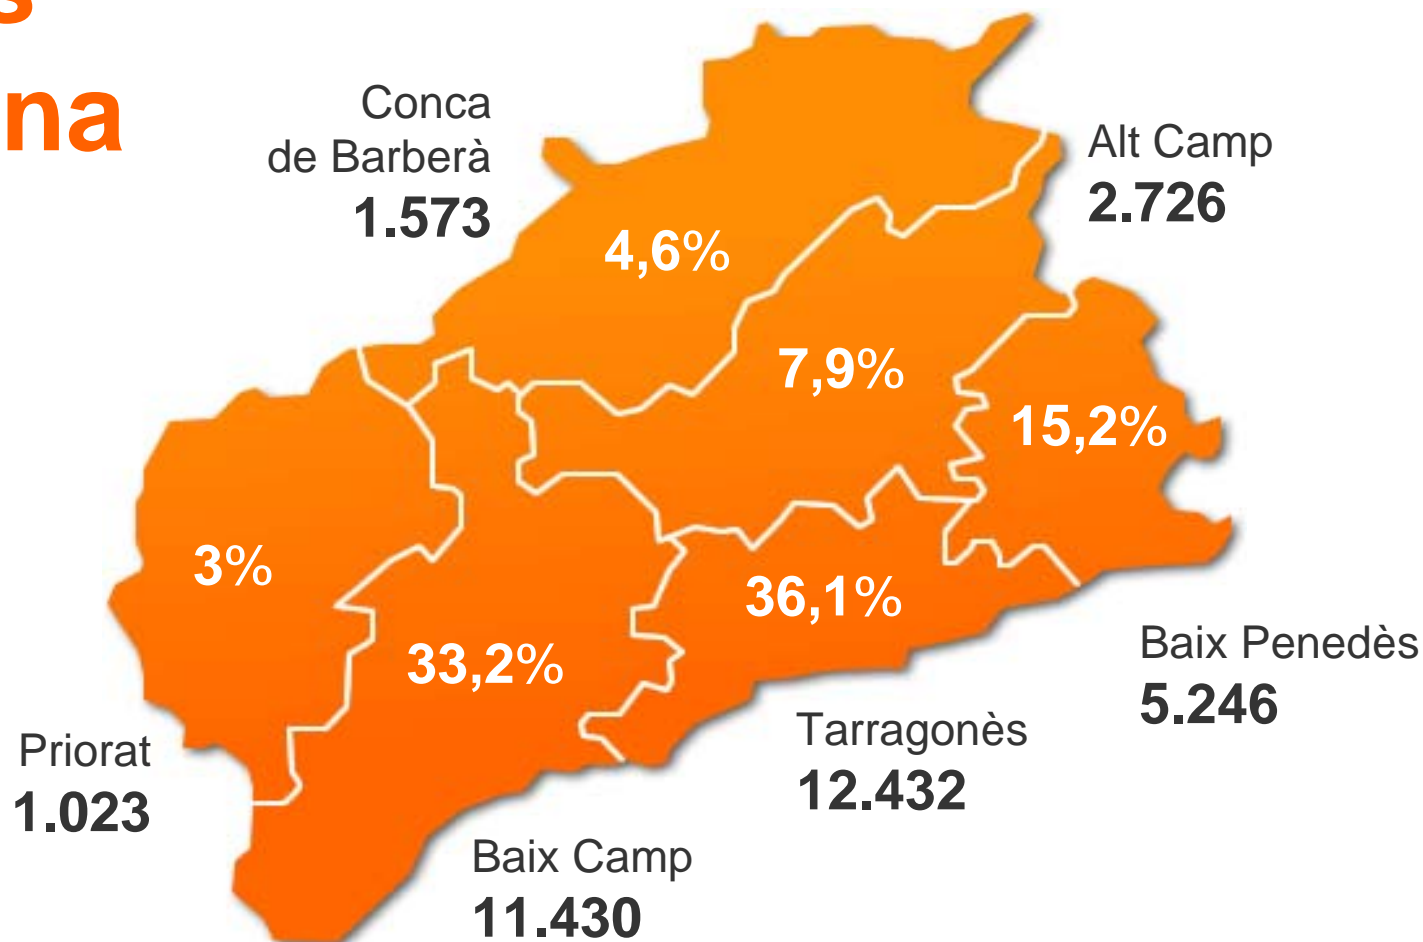 na
Conca
de Barberà
1.573
Alt Camp
2.726
4,6%
7,9%
15,2%
3%
36,1%
33,2%
Baix Penedès
5.246
Tarragonès
12.432
Priorat
1.023
Baix Camp
11.430